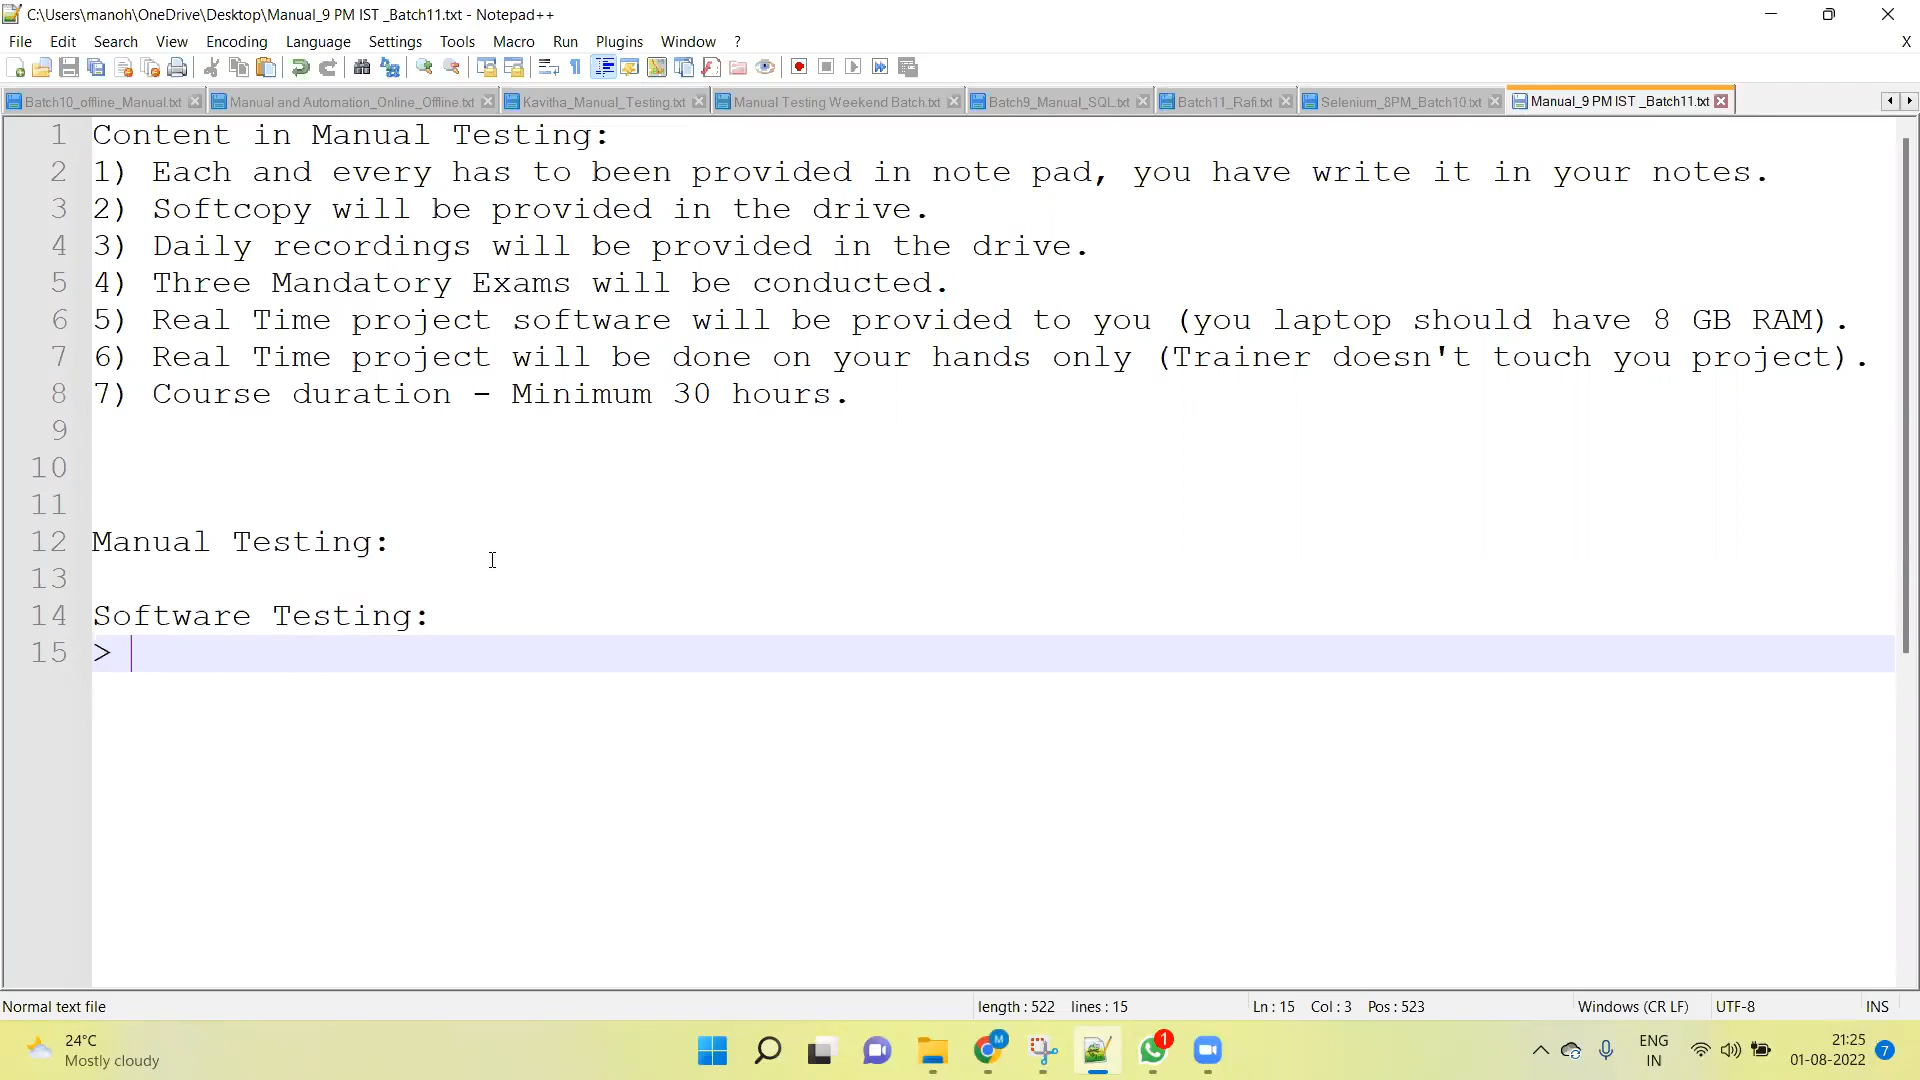 C:\Users\manoh\OneDrive\Desktop\Manual_9 PM IST _Batch11.txt - Notepad++
File Edit Search View Encoding Language Settings Tools Macro Run Plugins Window ? X
Batch10_offline_Manual.txt Manual and Automation_Online_Offline.txt Kavitha_Manual_Testing.txt Manual Testing Weekend Batch.txt Batch9_Manual_SQL.txt Batch11_Rafi.txt Selenium_8PM_Batch10.txt Manual_9 PM IST _Batch11.txt
1 Content in Manual Testing:
2 1) Each and every has to been provided in note pad, you have write it in your notes.
3 2) Softcopy will be provided in the drive.
4 3) Daily recordings will be provided in the drive.
5 4) Three Mandatory Exams will be conducted.
6 5) Real Time project software will be provided to you (you laptop should have 8 GB RAM).
7 6) Real Time project will be done on your hands only (Trainer doesn't touch you project).
8 7) Course duration - Minimum 30 hours.
9
10
11
12 Manual Testing:
13
14 Software Testing:
15 >
Normal text file length : 522 lines : 15 Ln : 15 Col : 3 Pos : 523 Windows (CR LF) UTF-8 INS
24°C
Mostly cloudy
M
1
ENG
IN
21:25
01-08-2022
7